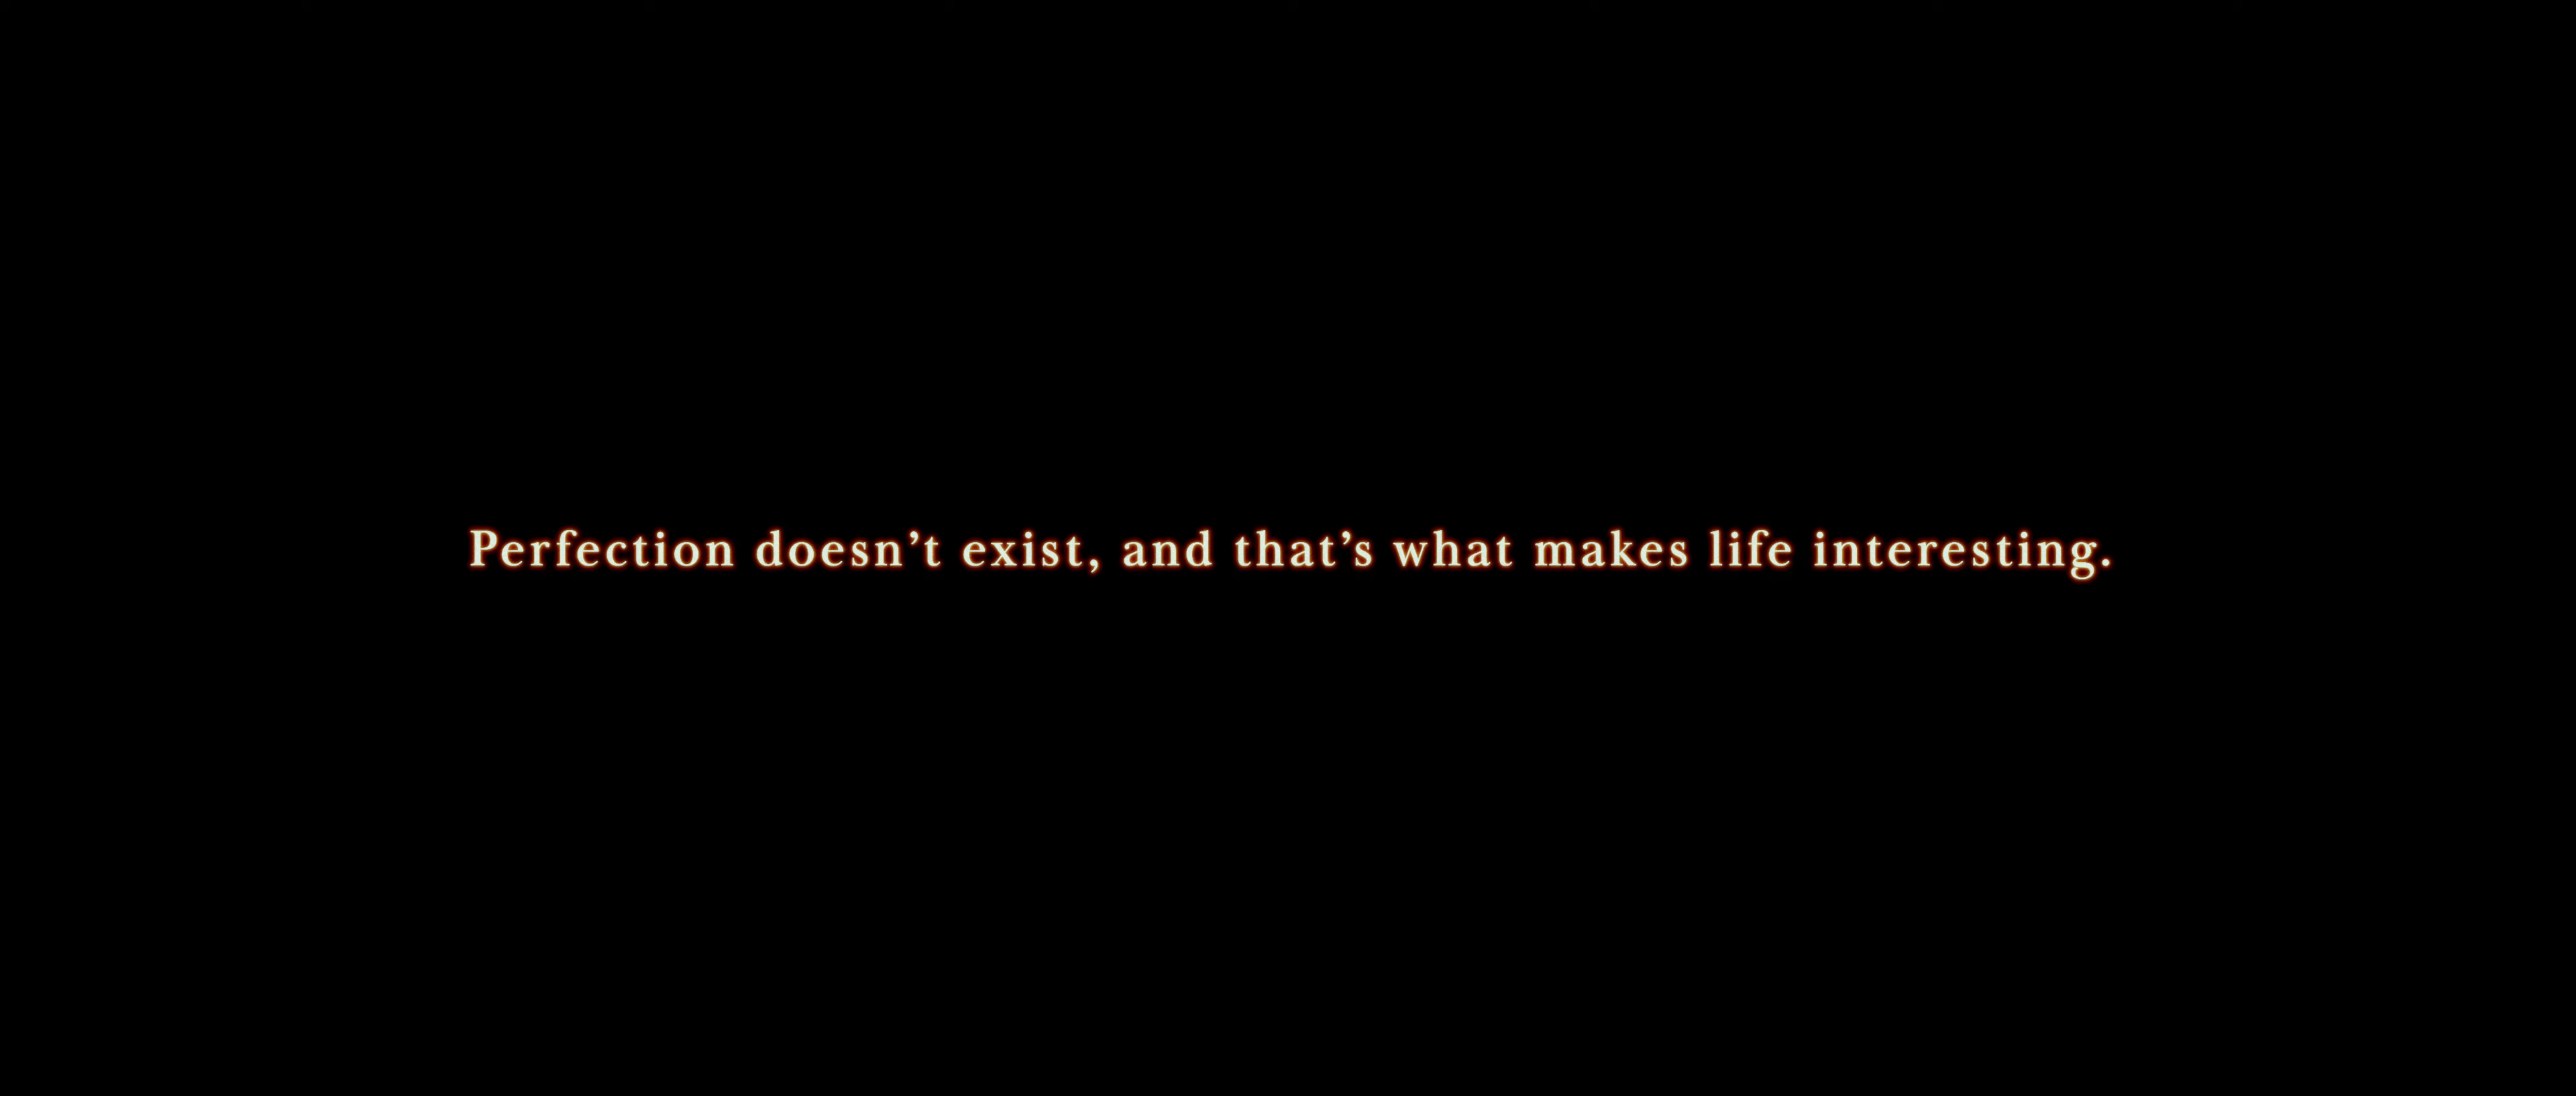 Perfection doesn’t exist, and that’s what makes life interesting.